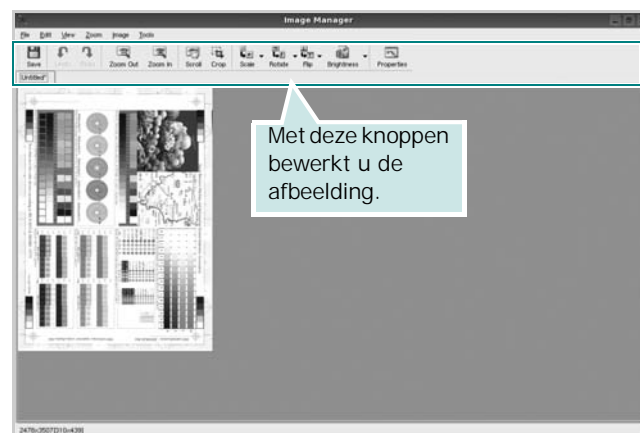 Image Manager
File Edit View Zoom Image Tools
Save Undo Redo Zoom Out Zoom In Scroll Crop Scale Rotate Flip Brightness Properties
Untitled*
Met deze knoppen
bewerkt u de
afbeelding.